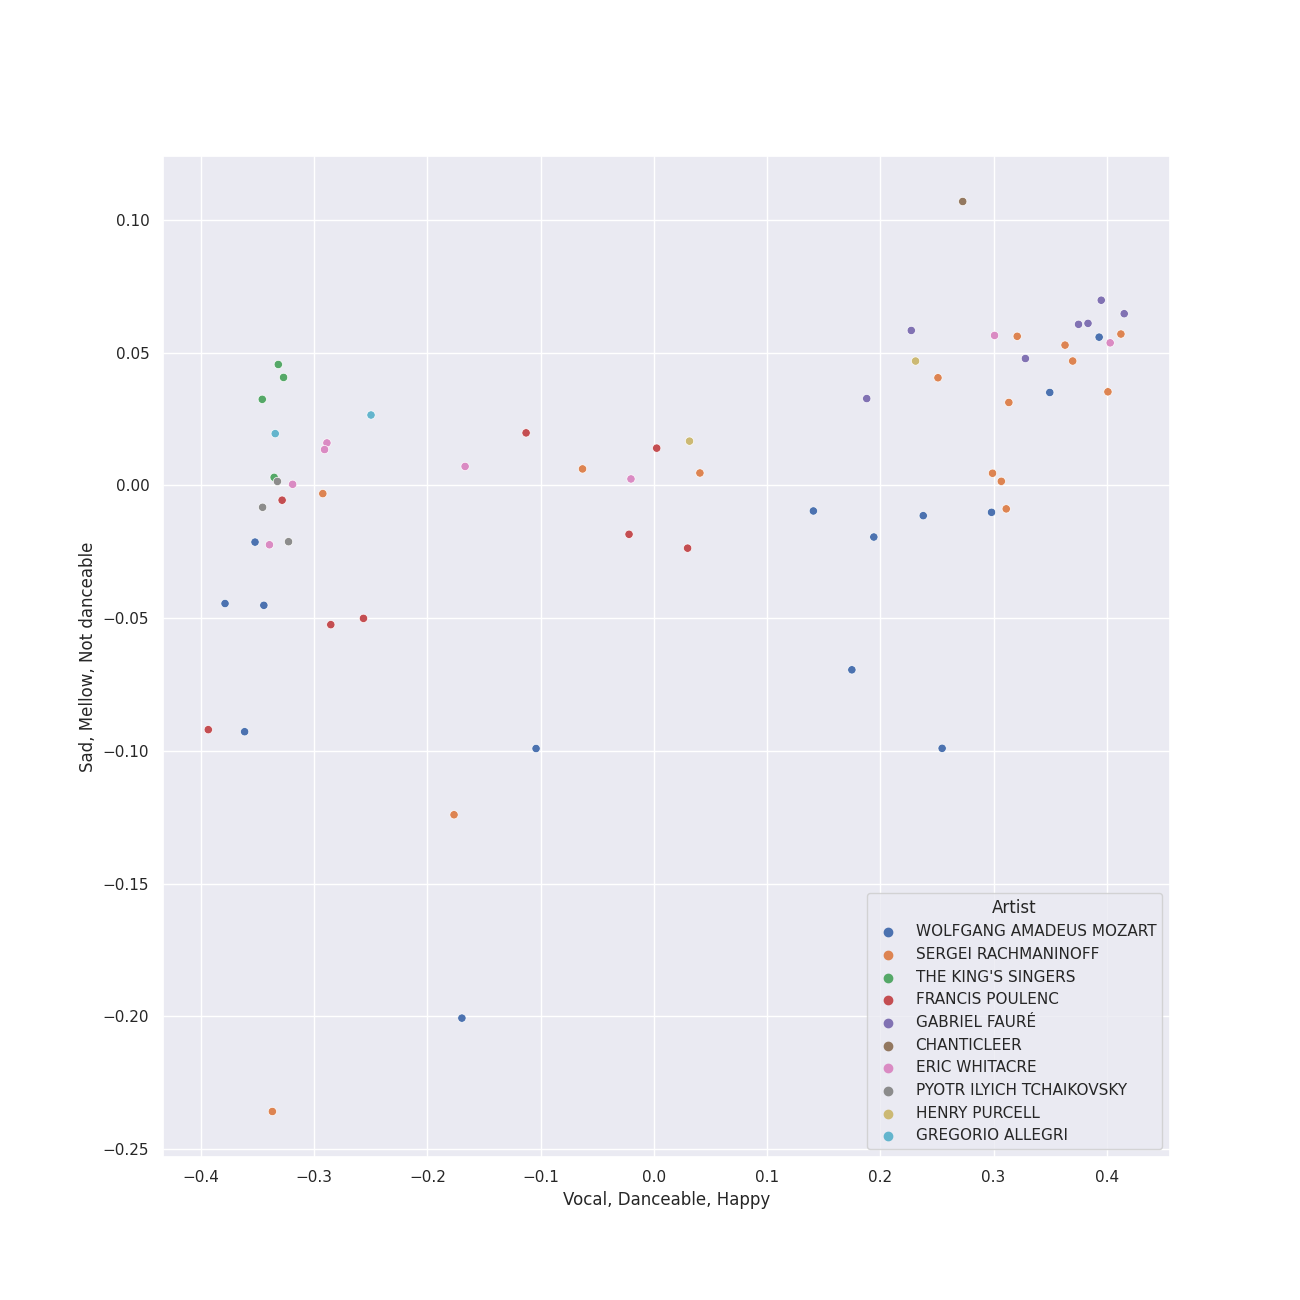 0.10
0.05
0.00
−0.05
−0.10
−0.15
−0.20
−0.25
Sad, Mellow, Not danceable
Artist
WOLFGANG AMADEUS MOZART
SERGEI RACHMANINOFF
THE KING'S SINGERS
FRANCIS POULENC
GABRIEL FAURÉ
CHANTICLEER
ERIC WHITACRE
PYOTR ILYICH TCHAIKOVSKY
HENRY PURCELL
GREGORIO ALLEGRI
−0.4 −0.3 −0.2 −0.1 0.0 0.1 0.2 0.3 0.4
Vocal, Danceable, Happy